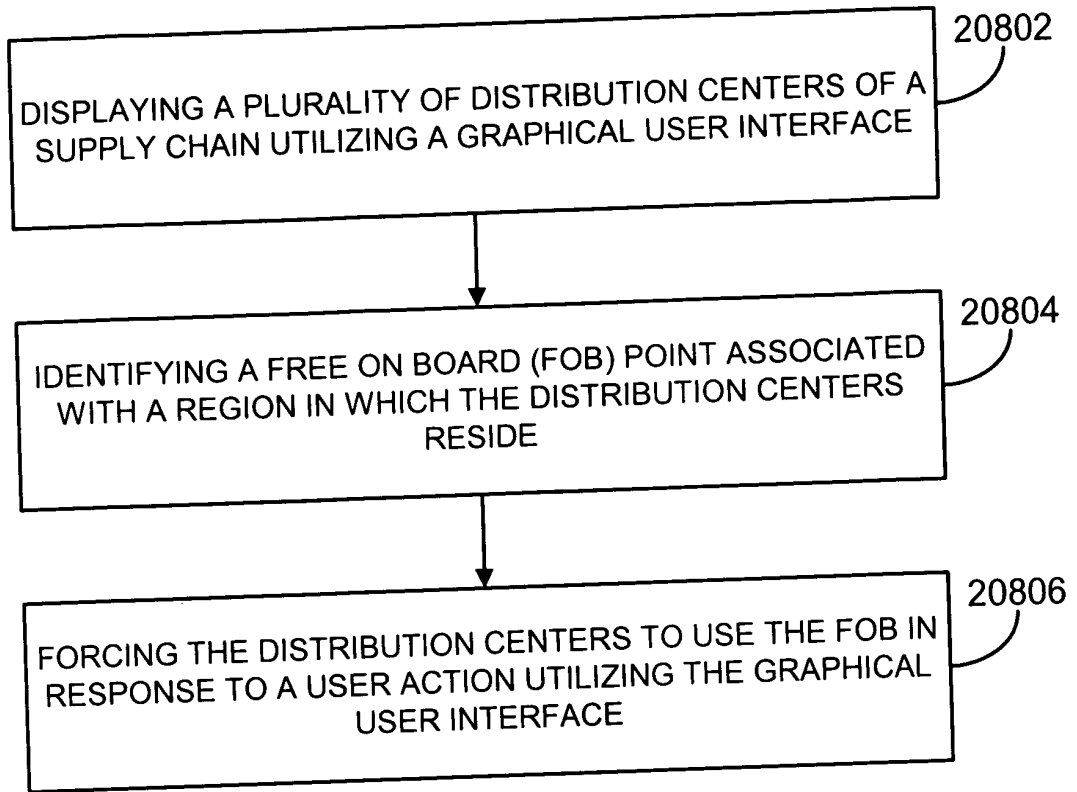 20802
DISPLAYING A PLURALITY OF DISTRIBUTION CENTERS OF A
SUPPLY CHAIN UTILIZING A GRAPHICAL USER INTERFACE
20804
IDENTIFYING A FREE ON BOARD (FOB) POINT ASSOCIATED
WITH A REGION IN WHICH THE DISTRIBUTION CENTERS
RESIDE
20806
FORCING THE DISTRIBUTION CENTERS TO USE THE FOB IN
RESPONSE TO A USER ACTION UTILIZING THE GRAPHICAL
USER INTERFACE